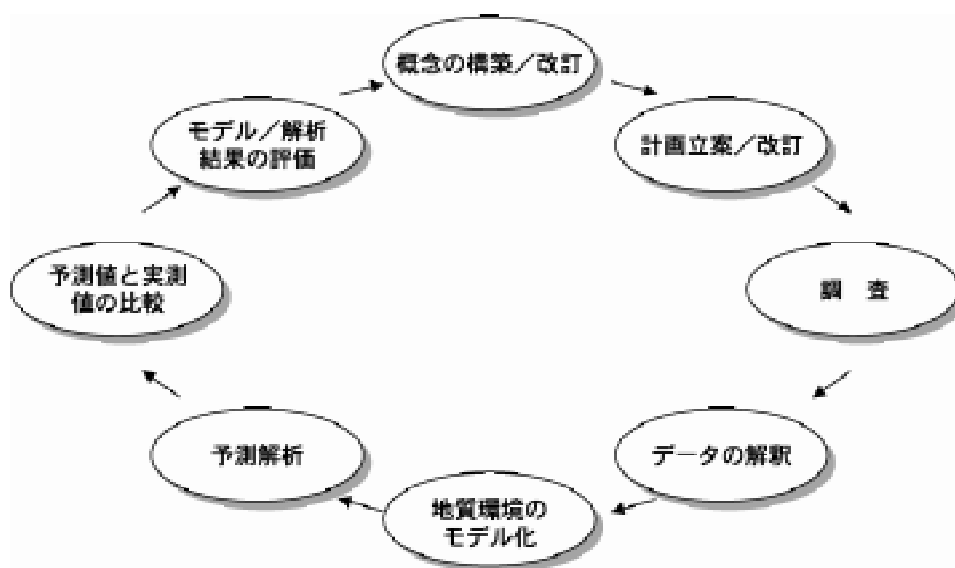 概念の構築／改訂
計画立案／改訂
調　査
データの解釈
地質環境の
モデル化
予測解析
予測値と実測
値の比較
モデル／解析
結果の評価